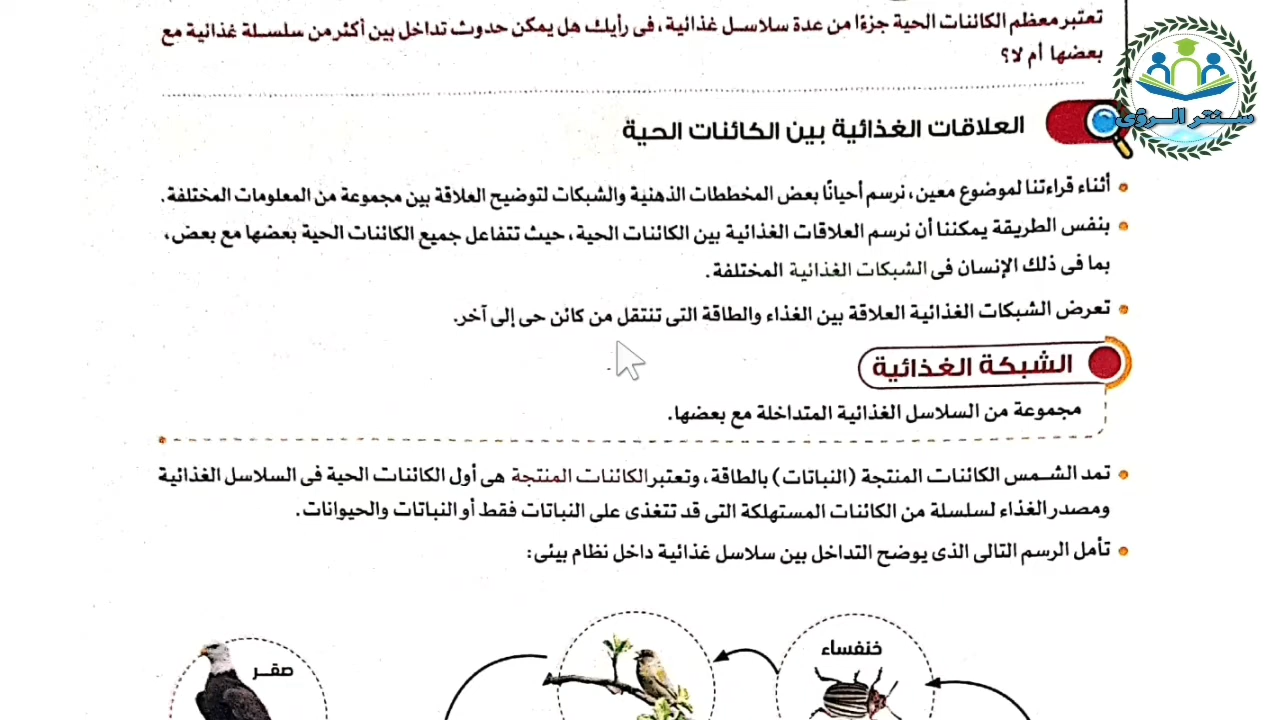 تعتبر معظم الكائنات الحية جزءًا من عدة سلاسل غذائية، فى رأيك هل يمكن حدوث تداخل بين أكثر من سلسلة غذائية مع
بعضها أم لا؟
سنتر الرؤى
العلاقات الغذائية بين الكائنات الحية
أثناء قراءتنا لموضوع معين، نرسم أحيانًا بعض المخططات الذهنية والشبكات لتوضيح العلاقة بين مجموعة من المعلومات المختلفة.
بنفس الطريقة يمكننا أن نرسم العلاقات الغذائية بين الكائنات الحية، حيث تتفاعل جميع الكائنات الحية بعضها مع بعض،
بما فى ذلك الإنسان فى الشبكات الغذائية المختلفة.
تعرض الشبكات الغذائية العلاقة بين الغذاء والطاقة التى تنتقل من كائن حى إلى آخر.
الشبكة الغذائية
مجموعة من السلاسل الغذائية المتداخلة مع بعضها.
تمد الشمس الكائنات المنتجة (النباتات) بالطاقة، وتعتبر الكائنات المنتجة هى أول الكائنات الحية فى السلاسل الغذائية
ومصدر الغذاء لسلسلة من الكائنات المستهلكة التى قد تتغذى على النباتات فقط أو النباتات والحيوانات.
تأمل الرسم التالى الذى يوضح التداخل بين سلاسل غذائية داخل نظام بيئى:
خنفساء
صقر